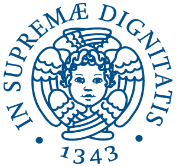 IN SUPREMÆ DIGNITATIS
· 1343 ·